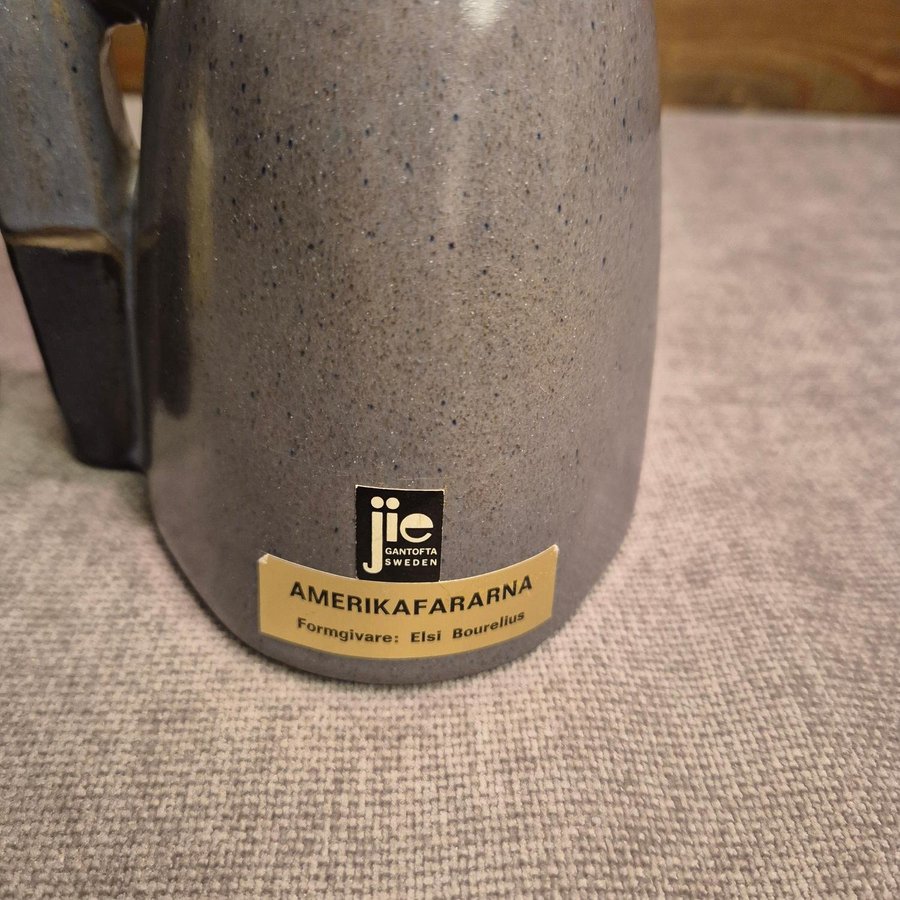 jie
GANTOFTA
SWEDEN
AMERIKAFARARNA
Formgivare: Elsi Bourelius